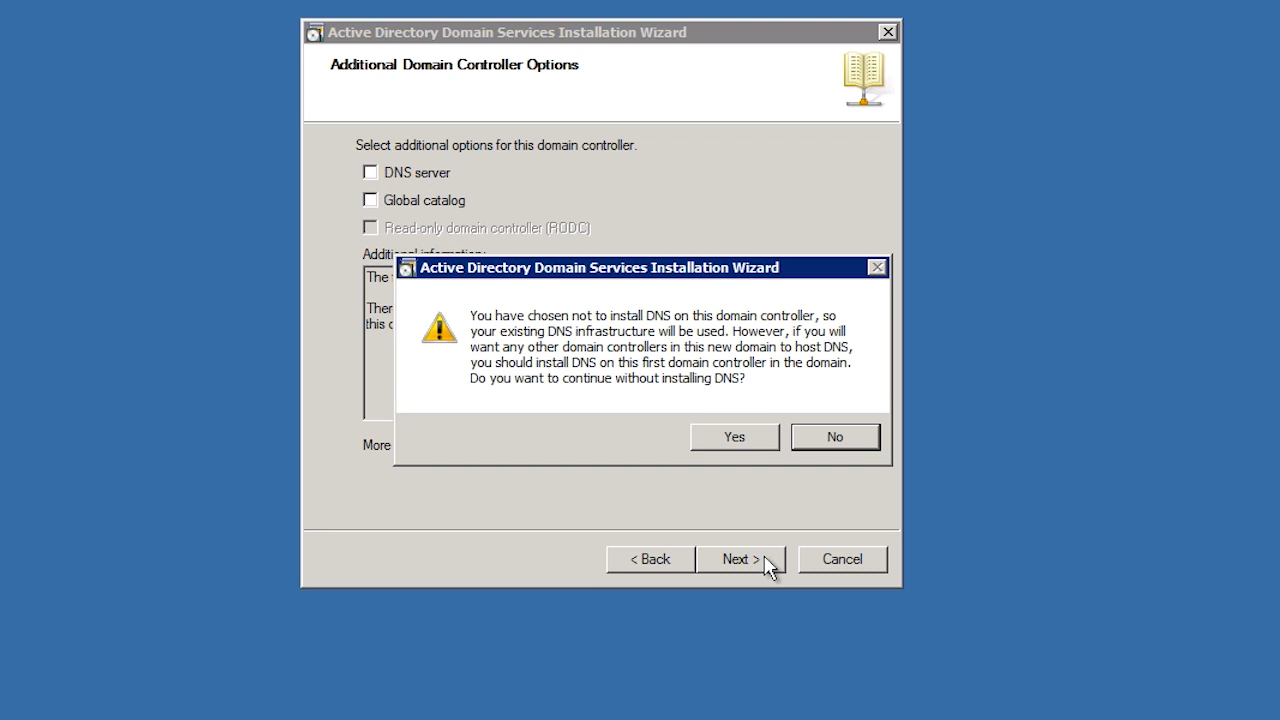 Active Directory Domain Services Installation Wizard
Additional Domain Controller Options
Select additional options for this domain controller.
DNS server
Global catalog
Read-only domain controller (RODC)
Additional information:
The
Ther
this
Active Directory Domain Services Installation Wizard
You have chosen not to install DNS on this domain controller, so
your existing DNS infrastructure will be used. However, if you will
want any other domain controllers in this new domain to host DNS,
you should install DNS on this first domain controller in the domain.
Do you want to continue without installing DNS?
Yes
No
More
< Back
Next >
Cancel